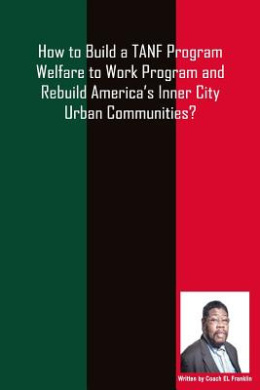 How to Build a TANF Program
Welfare to Work Program and
Rebuild America's Inner City
Urban Communities?
Written by Coach EL Franklin